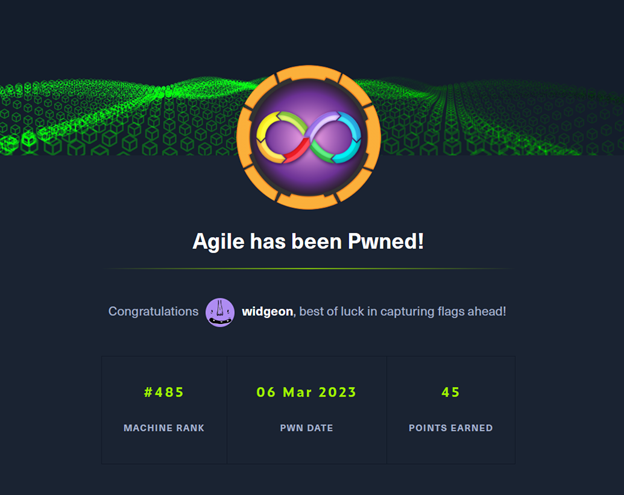 Agile has been Pwned!
Congratulations widgeon, best of luck in capturing flags ahead!
#485 06 Mar 2023 45
MACHINE RANK PWN DATE POINTS EARNED